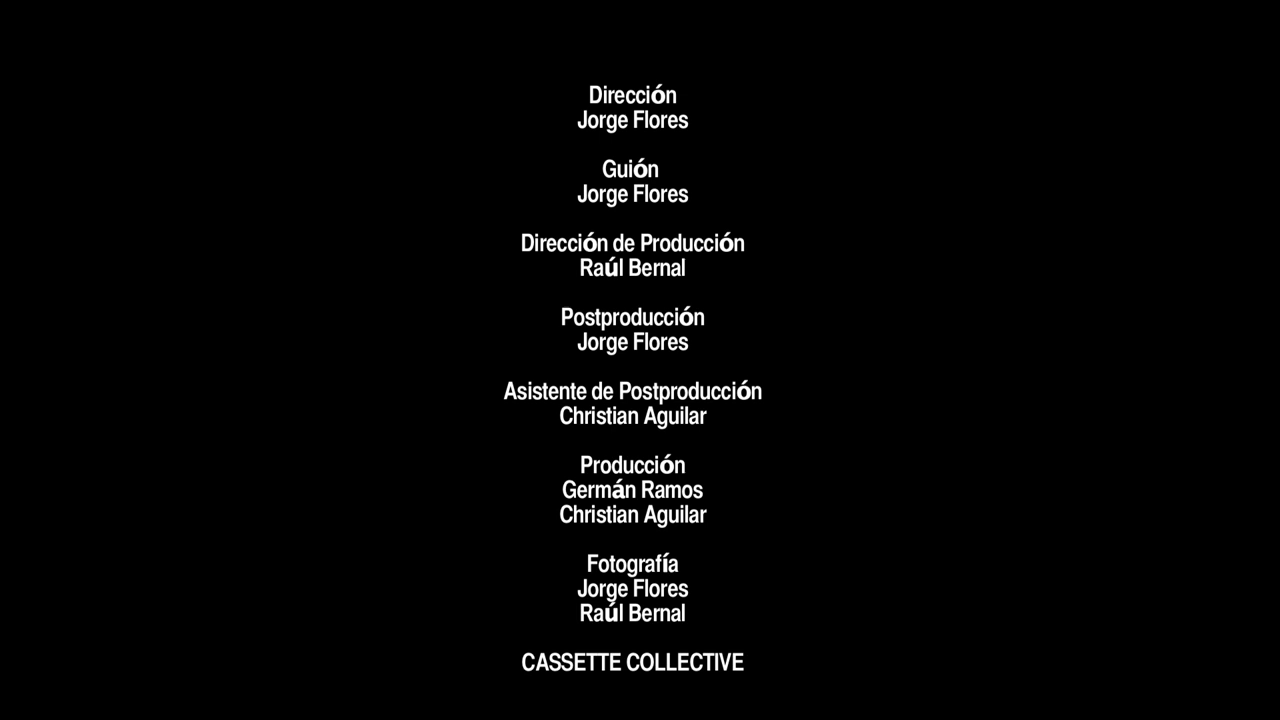 Dirección
Jorge Flores
Guión
Jorge Flores
Dirección de Producción
Raúl Bernal
Postproducción
Jorge Flores
Asistente de Postproducción
Christian Aguilar
Producción
Germán Ramos
Christian Aguilar
Fotografía
Jorge Flores
Raúl Bernal
CASSETTE COLLECTIVE